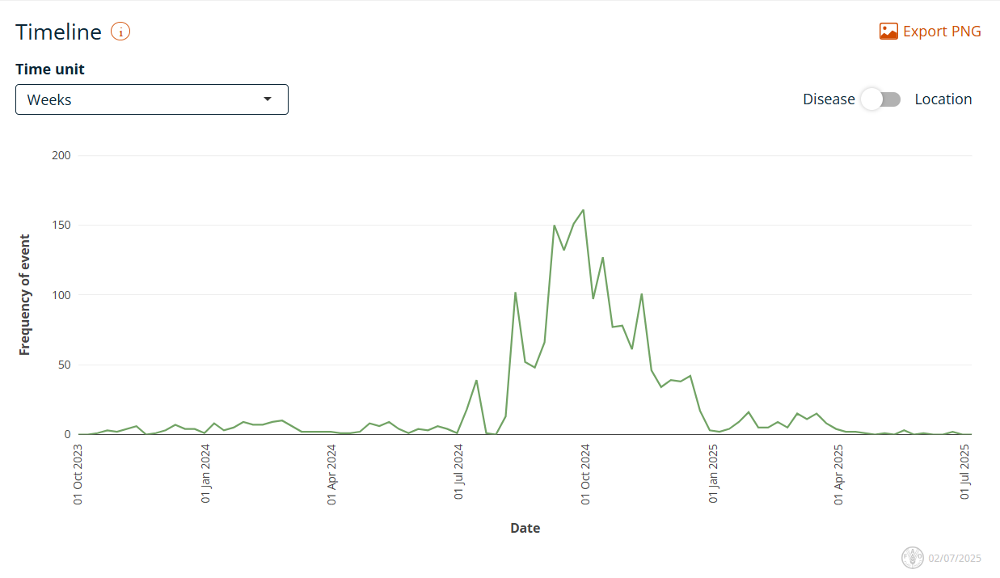 Timeline
Export PNG
Time unit
Weeks
Disease
Location
200
150
100
50
0
Frequency of event
01 Oct 2023
01 Jan 2024
01 Apr 2024
01 Jul 2024
01 Oct 2024
01 Jan 2025
01 Apr 2025
01 Jul 2025
Date
02/07/2025